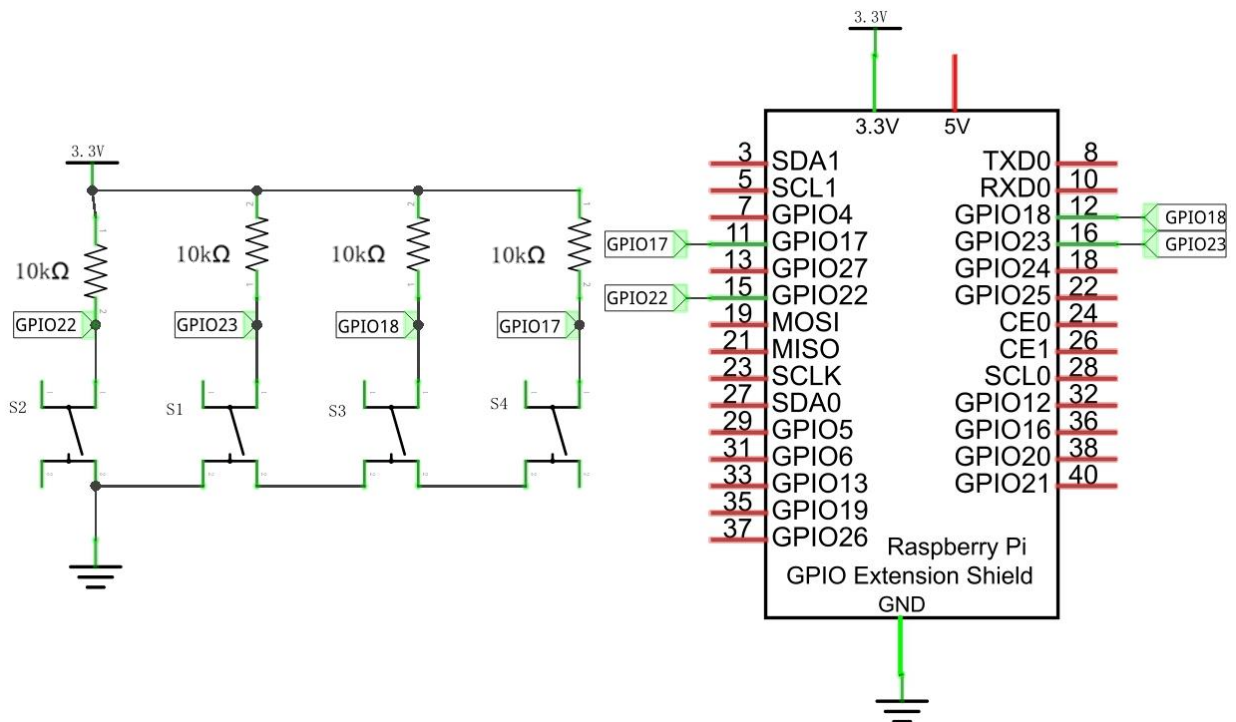 3.3V
10kΩ
10kΩ
10kΩ
10kΩ
GPIO22
GPIO23
GPIO18
GPIO17
S2
S1
S3
S4
3.3V
3.3V
5V
3 SDA1
5 SCL1
7 GPIO4
GPIO17 11 GPIO17
13 GPIO27
GPIO22 15 GPIO22
19 MOSI
21 MISO
23 SCLK
27 SDA0
29 GPIO5
31 GPIO6
33 GPIO13
35 GPIO19
37 GPIO26
TXD0 8
RXD0 10
GPIO18 12 GPIO18
GPIO23 16 GPIO23
GPIO24 18
GPIO25 22
CE0 24
CE1 26
SCL0 28
GPIO12 32
GPIO16 36
GPIO20 38
GPIO21 40
Raspberry Pi
GPIO Extension Shield
GND